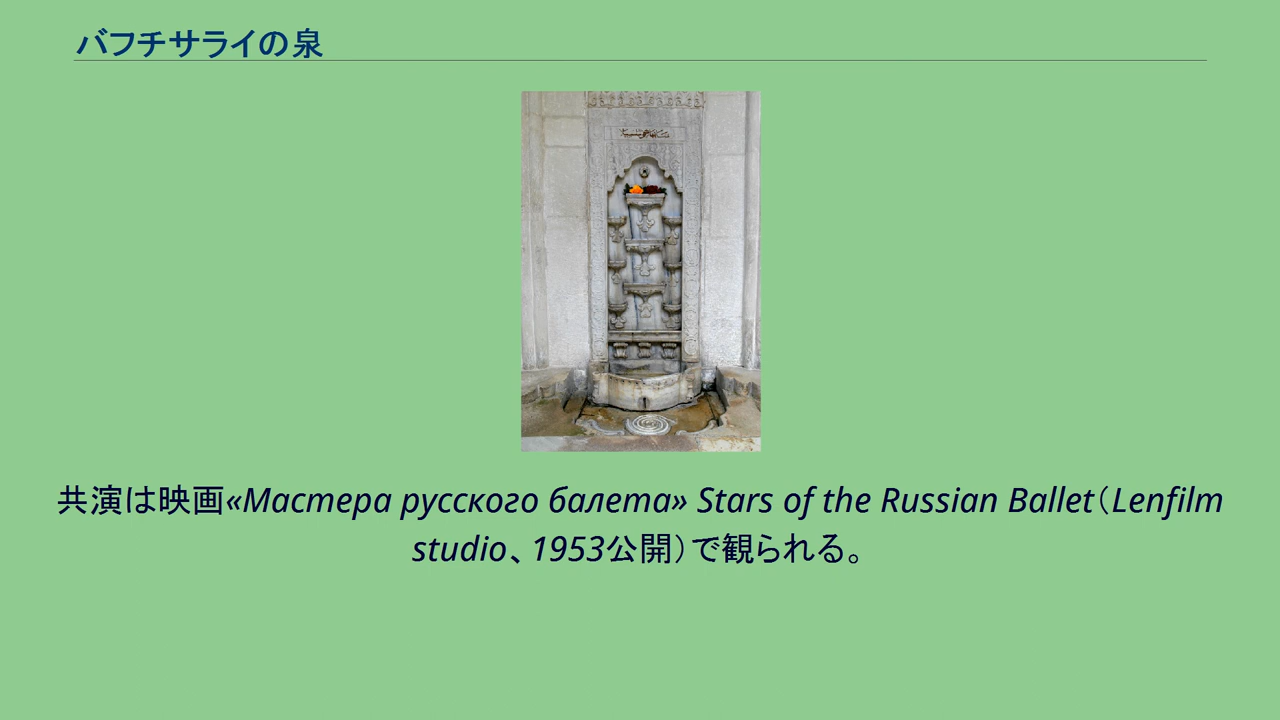 バフチサライの泉
共演は映画«Мастера русского балета» Stars of the Russian Ballet（Lenfilm
studio、1953公開）で観られる。